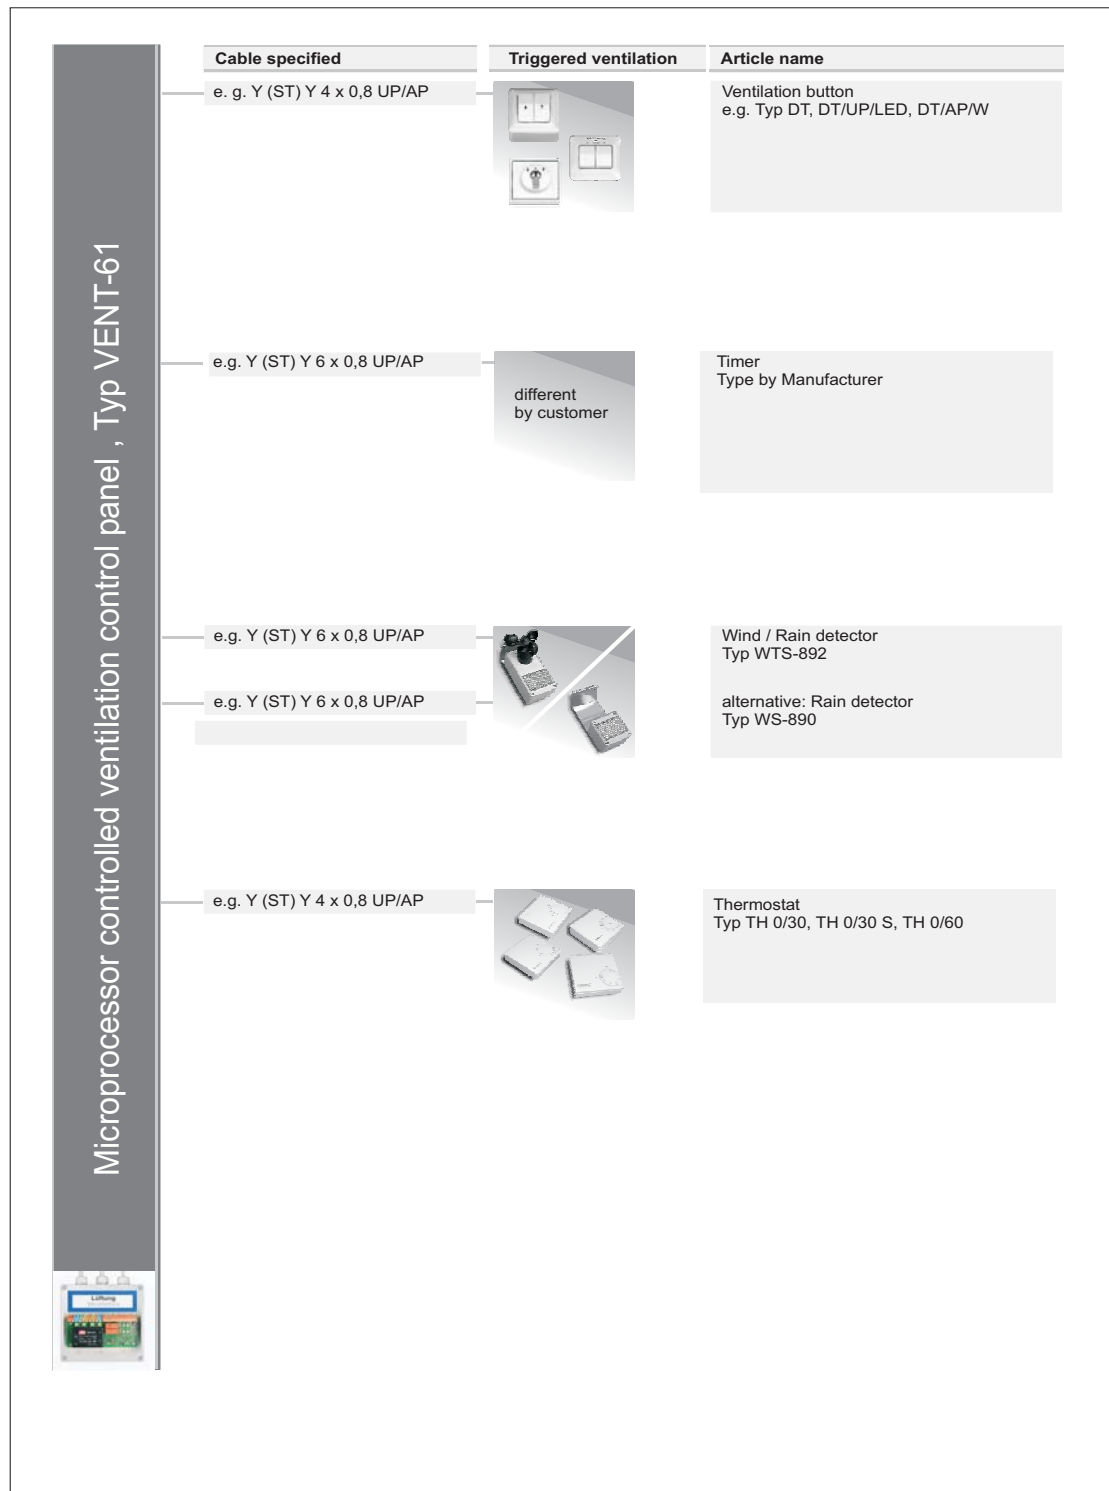 Cable specified
Triggered ventilation
Article name
e. g. Y (ST) Y 4 x 0,8 UP/AP
Ventilation button
e.g. Typ DT, DT/UP/LED, DT/AP/W
e.g. Y (ST) Y 6 x 0,8 UP/AP
different
by customer
Timer
Type by Manufacturer
e.g. Y (ST) Y 6 x 0,8 UP/AP
Wind / Rain detector
Typ WTS-892
e.g. Y (ST) Y 6 x 0,8 UP/AP
alternative: Rain detector
Typ WS-890
e.g. Y (ST) Y 4 x 0,8 UP/AP
Thermostat
Typ TH 0/30, TH 0/30 S, TH 0/60
Microprocessor controlled ventilation control panel , Typ VENT-61
Lüftung